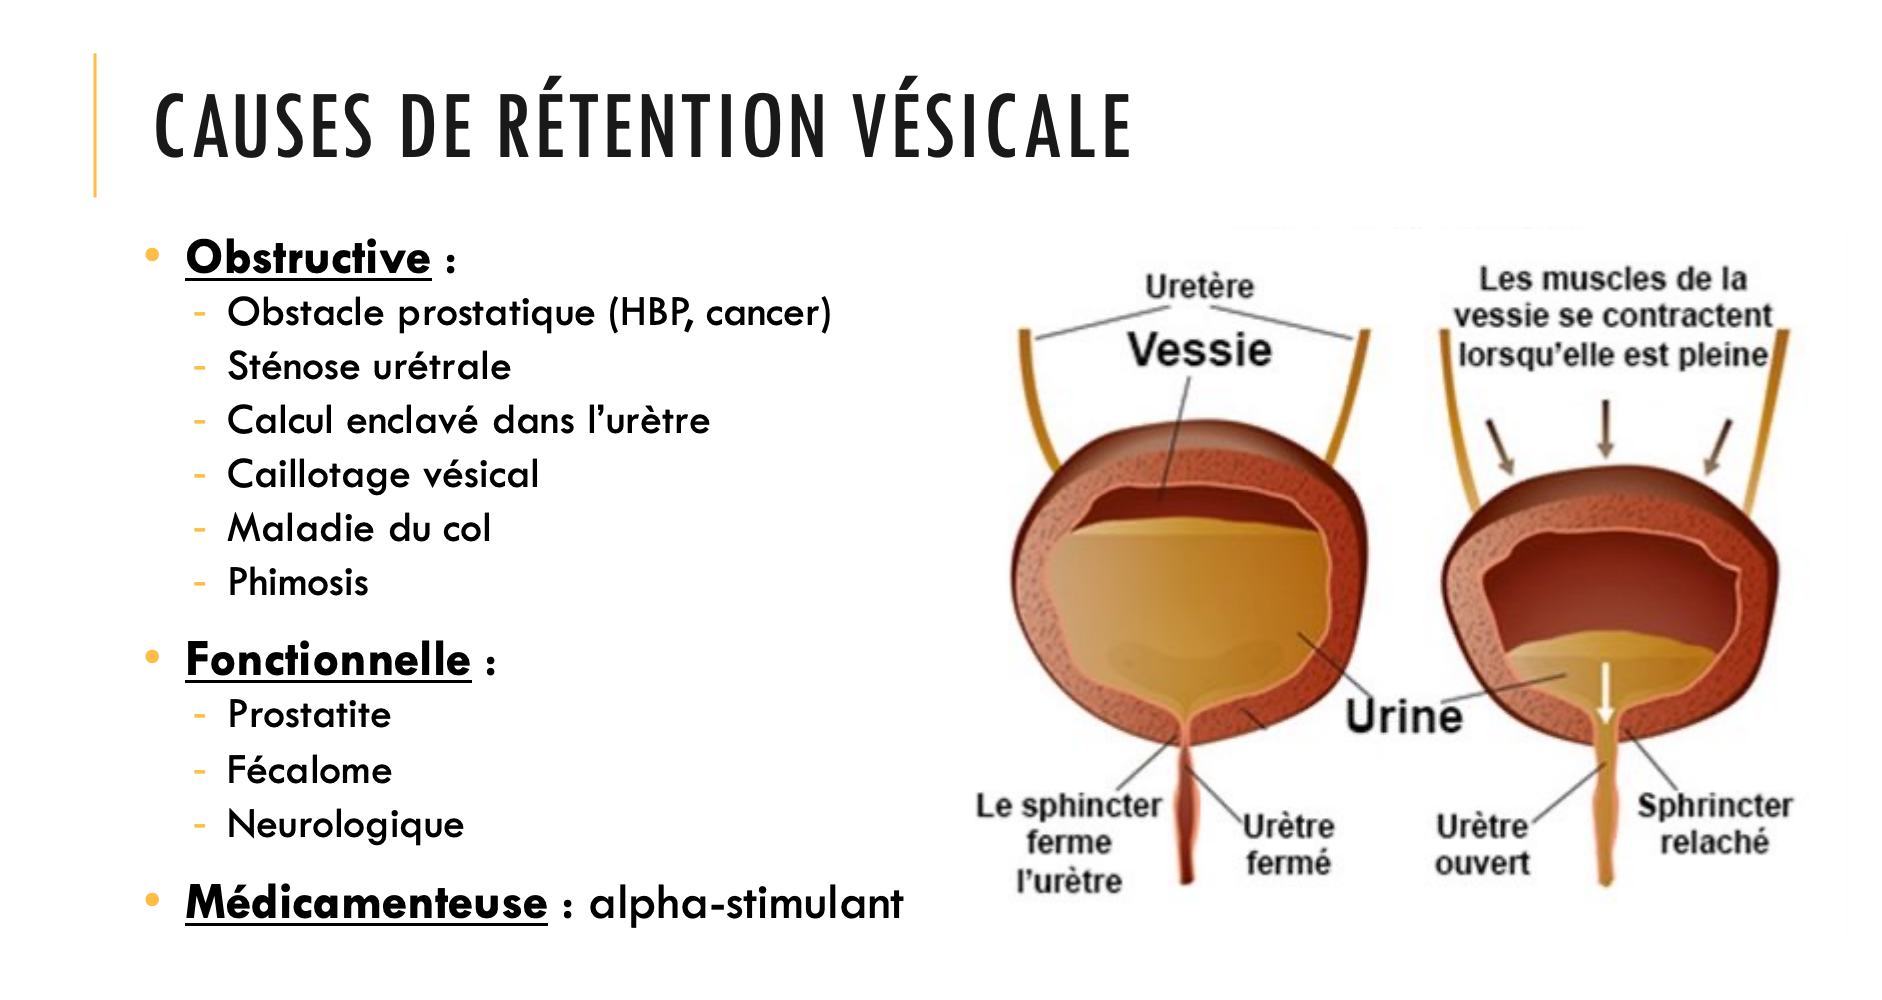 CAUSES DE RÉTENTION VÉSICALE
• Obstructive :
- Obstacle prostatique (HBP, cancer)
- Sténose urétrale
- Calcul enclavé dans l’urètre
- Caillotage vésical
- Maladie du col
- Phimosis
• Fonctionnelle :
- Prostatite
- Fécalome
- Neurologique
• Médicamenteuse : alpha-stimulant
Uretère
Vessie
Les muscles de la
vessie se contractent
lorsqu’elle est pleine
Urine
Le sphincter
ferme
l’urètre
Urètre
fermé
Urètre
ouvert
Sphrincter
relaché